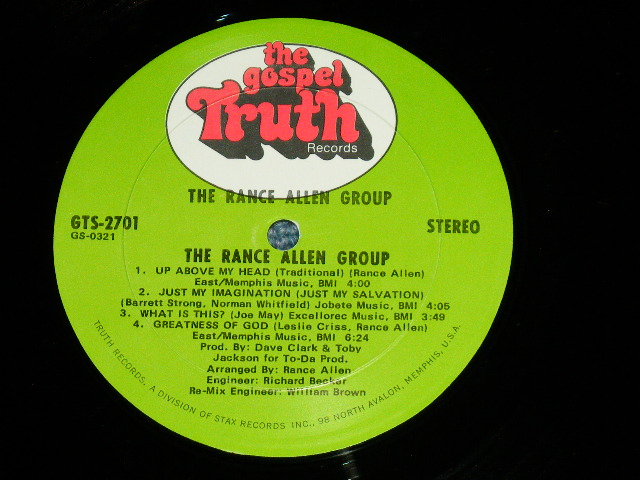 the
gospel
Truth
Records
THE RANCE ALLEN GROUP
GTS-2701
GS-0321
STEREO
THE RANCE ALLEN GROUP
1. UP ABOVE MY HEAD (Traditional) (Rance Allen)
East/Memphis Music, BMI 4:00
2. JUST MY IMAGINATION (JUST MY SALVATION)
(Barrett Strong, Norman Whitfield) Jobete Music, BMI 4:05
3. WHAT IS THIS? (Joe May) Excellorec Music, BMI 3:49
4. GREATNESS OF GOD (Leslie Criss, Rance Allen)
East/Memphis Music, BMI 6:24
Prod. By: Dave Clark & Toby
Jackson for To-Da Prod.
Arranged By: Rance Allen
Engineer: Richard Becker
Re-Mix Engineer: William Brown
TRUTH RECORDS, A DIVISION OF STAX RECORDS INC., 98 NORTH AVALON, MEMPHIS, U.S.A.